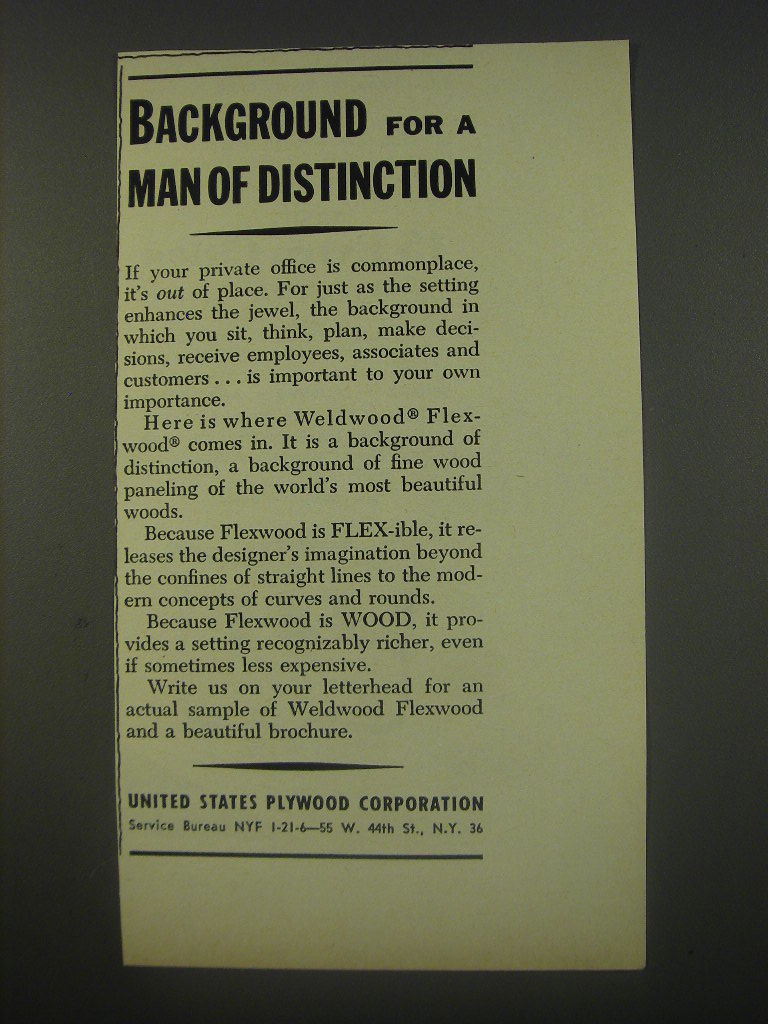 BACKGROUND FOR A
MAN OF DISTINCTION
If your private office is commonplace,
it's out of place. For just as the setting
enhances the jewel, the background in
which you sit, think, plan, make deci-
sions, receive employees, associates and
customers . . . is important to your own
importance.
Here is where Weldwood® Flex-
wood® comes in. It is a background of
distinction, a background of fine wood
paneling of the world's most beautiful
woods.
Because Flexwood is FLEX-ible, it re-
leases the designer's imagination beyond
the confines of straight lines to the mod-
ern concepts of curves and rounds.
Because Flexwood is WOOD, it pro-
vides a setting recognizably richer, even
if sometimes less expensive.
Write us on your letterhead for an
actual sample of Weldwood Flexwood
and a beautiful brochure.
UNITED STATES PLYWOOD CORPORATION
Service Bureau NYF 1-21-6—55 W. 44th St., N.Y. 36